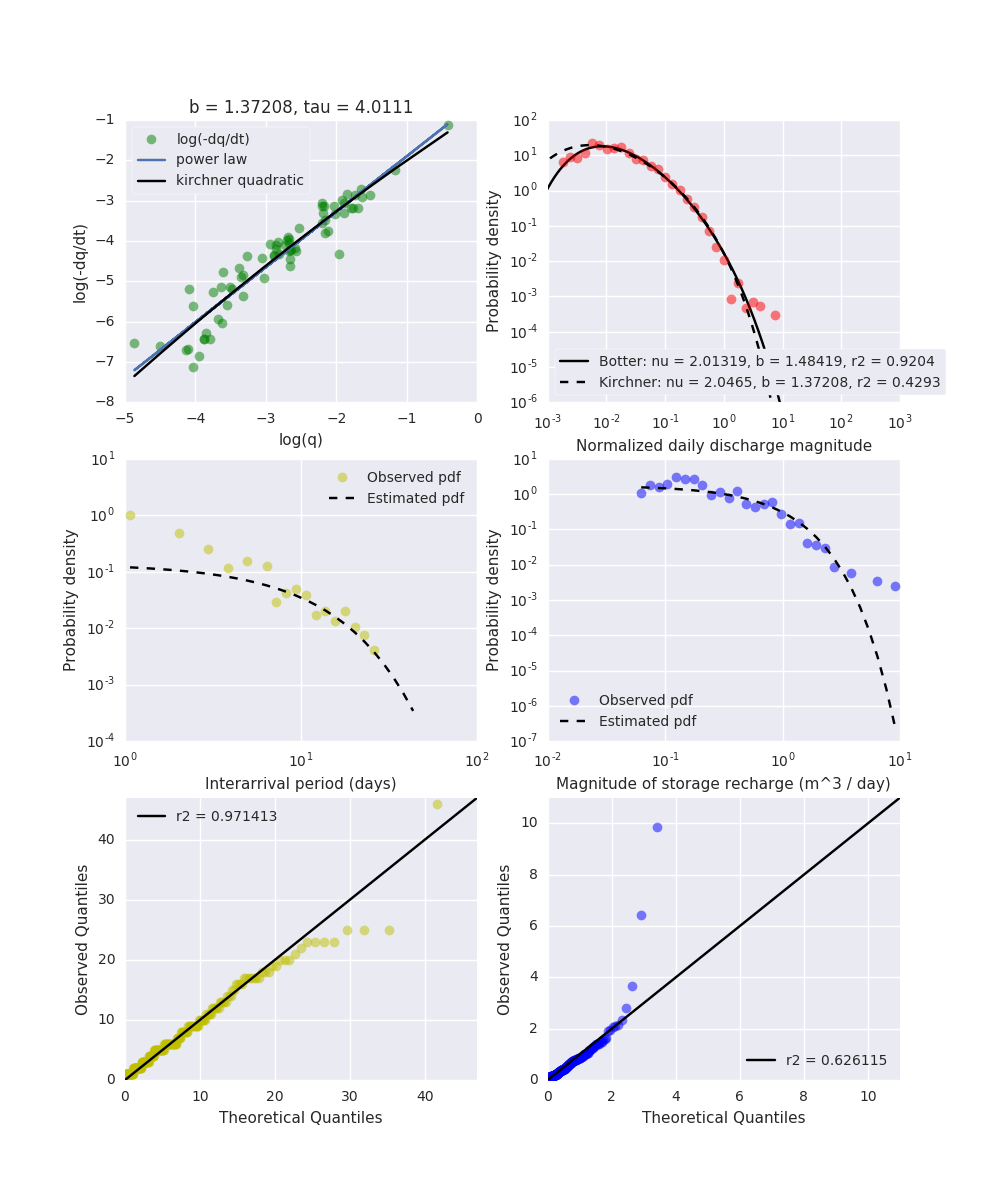 b = 1.37208, tau = 4.0111
log(-dq/dt)
power law
kirchner quadratic
−1
−2
−3
−4
−5
−6
−7
−8
log(-dq/dt)
−5 −4 −3 −2 −1 0
log(q)
10^2
10^1
10^0
10^-1
10^-2
10^-3
10^-4
10^-5
10^-6
Probability density
Botter: nu = 2.01319, b = 1.48419, r2 = 0.9204
Kirchner: nu = 2.0465, b = 1.37208, r2 = 0.4293
10^-3 10^-2 10^-1 10^0 10^1 10^2 10^3
Normalized daily discharge magnitude
10^1
10^0
10^-1
10^-2
10^-3
10^-4
Probability density
Observed pdf
Estimated pdf
10^0 10^1 10^2
Interarrival period (days)
10^1
10^0
10^-1
10^-2
10^-3
10^-4
10^-5
10^-6
10^-7
Probability density
Observed pdf
Estimated pdf
10^-2 10^-1 10^0 10^1
Magnitude of storage recharge (m^3 / day)
r2 = 0.971413
40
30
20
10
0
Observed Quantiles
0 10 20 30 40
Theoretical Quantiles
10
8
6
4
2
0
Observed Quantiles
r2 = 0.626115
0 2 4 6 8 10
Theoretical Quantiles